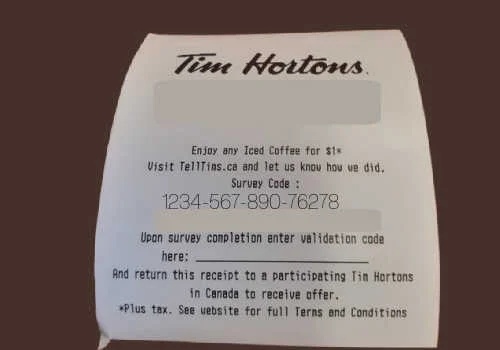 Tim Hortons.
Enjoy any Iced Coffee for $1*
Visit TellTims.ca and let us know how we did.
Survey Code :
1234-567-890-76278
Upon survey completion enter validation code
here:
And return this receipt to a participating Tim Hortons
in Canada to receive offer.
*Plus tax. See website for full Terms and Conditions